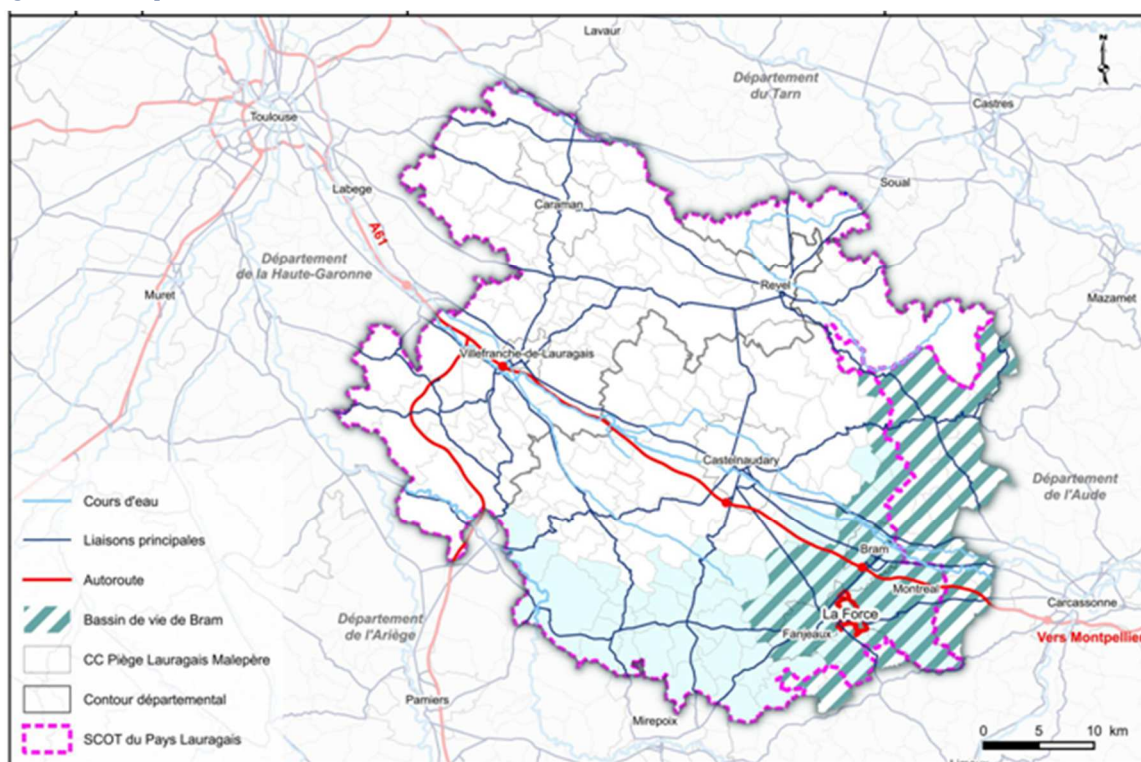 Lavaur
Département
du Tarn
Castres
Toulouse
Soual
Labege
Caraman
A61
Département
de la Haute-Garonne
Revel
Muret
Mazamet
Villefranche-de-Lauragais
Castelnaudary
Département
de l'Aude
Cours d'eau
Liaisons principales
Bram
Autoroute
Montreal
Carcassonne
La Force
Bassin de vie de Bram
Département
de l'Ariège
Fanjeaux
Vers Montpellier
CC Piège Lauragais Malepère
Contour départemental
Pamiers
Mirepoix
SCOT du Pays Lauragais
0 5 10 km